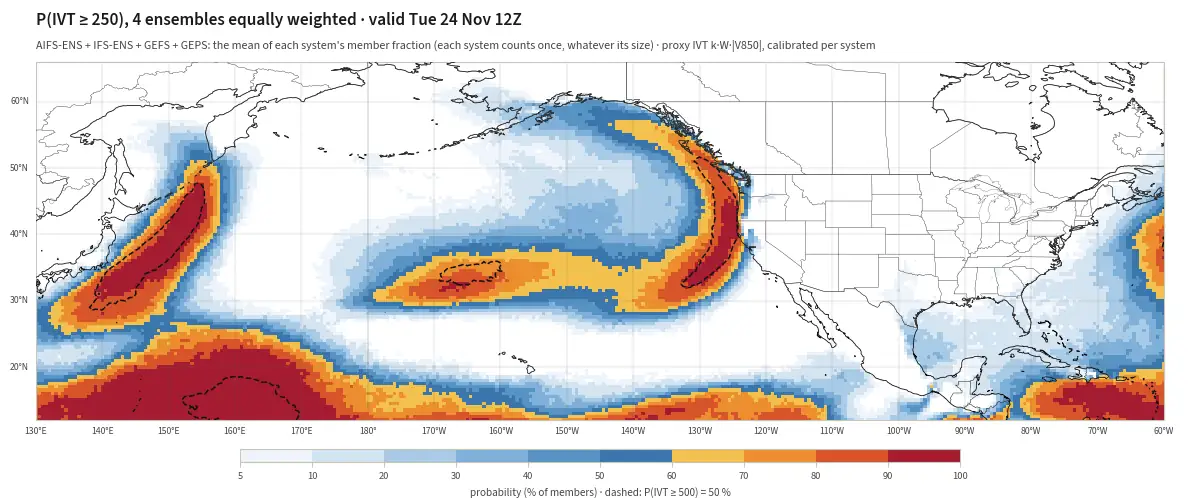 P(IVT ≥ 250), 4 ensembles equally weighted · valid Tue 24 Nov 12Z
AIFS-ENS + IFS-ENS + GEFS + GEPS: the mean of each system's member fraction (each system counts once, whatever its size) · proxy IVT k·W·|V850|, calibrated per system
60°N
50°N
40°N
30°N
20°N
130°E 140°E 150°E 160°E 170°E 180° 170°W 160°W 150°W 140°W 130°W 120°W 110°W 100°W 90°W 80°W 70°W 60°W
5 10 20 30 40 50 60 70 80 90 100
probability (% of members) · dashed: P(IVT ≥ 500) = 50 %